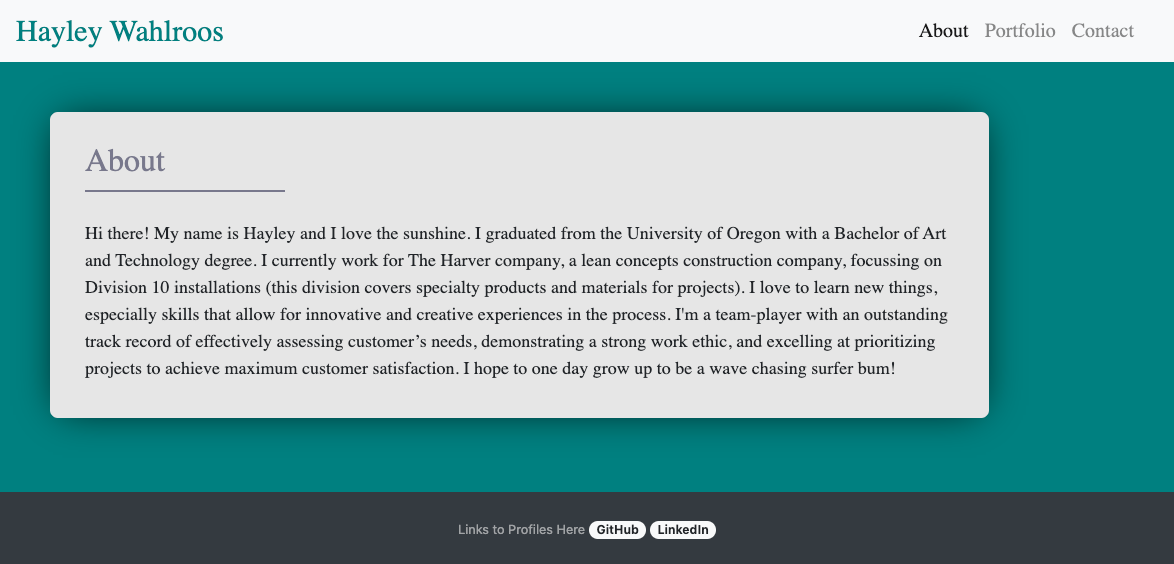 Hayley Wahlroos
About Portfolio Contact
About
Hi there! My name is Hayley and I love the sunshine. I graduated from the University of Oregon with a Bachelor of Art
and Technology degree. I currently work for The Harver company, a lean concepts construction company, focussing on
Division 10 installations (this division covers specialty products and materials for projects). I love to learn new things,
especially skills that allow for innovative and creative experiences in the process. I'm a team-player with an outstanding
track record of effectively assessing customer’s needs, demonstrating a strong work ethic, and excelling at prioritizing
projects to achieve maximum customer satisfaction. I hope to one day grow up to be a wave chasing surfer bum!
Links to Profiles Here GitHub LinkedIn